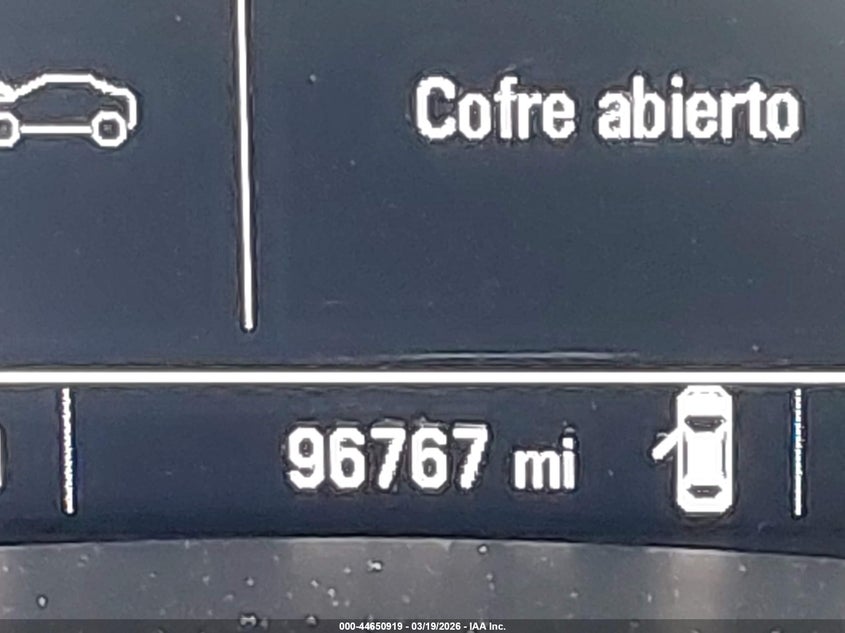 Cofre abierto
96767 mi
000-44650919 - 03/19/2026 - IAA Inc.